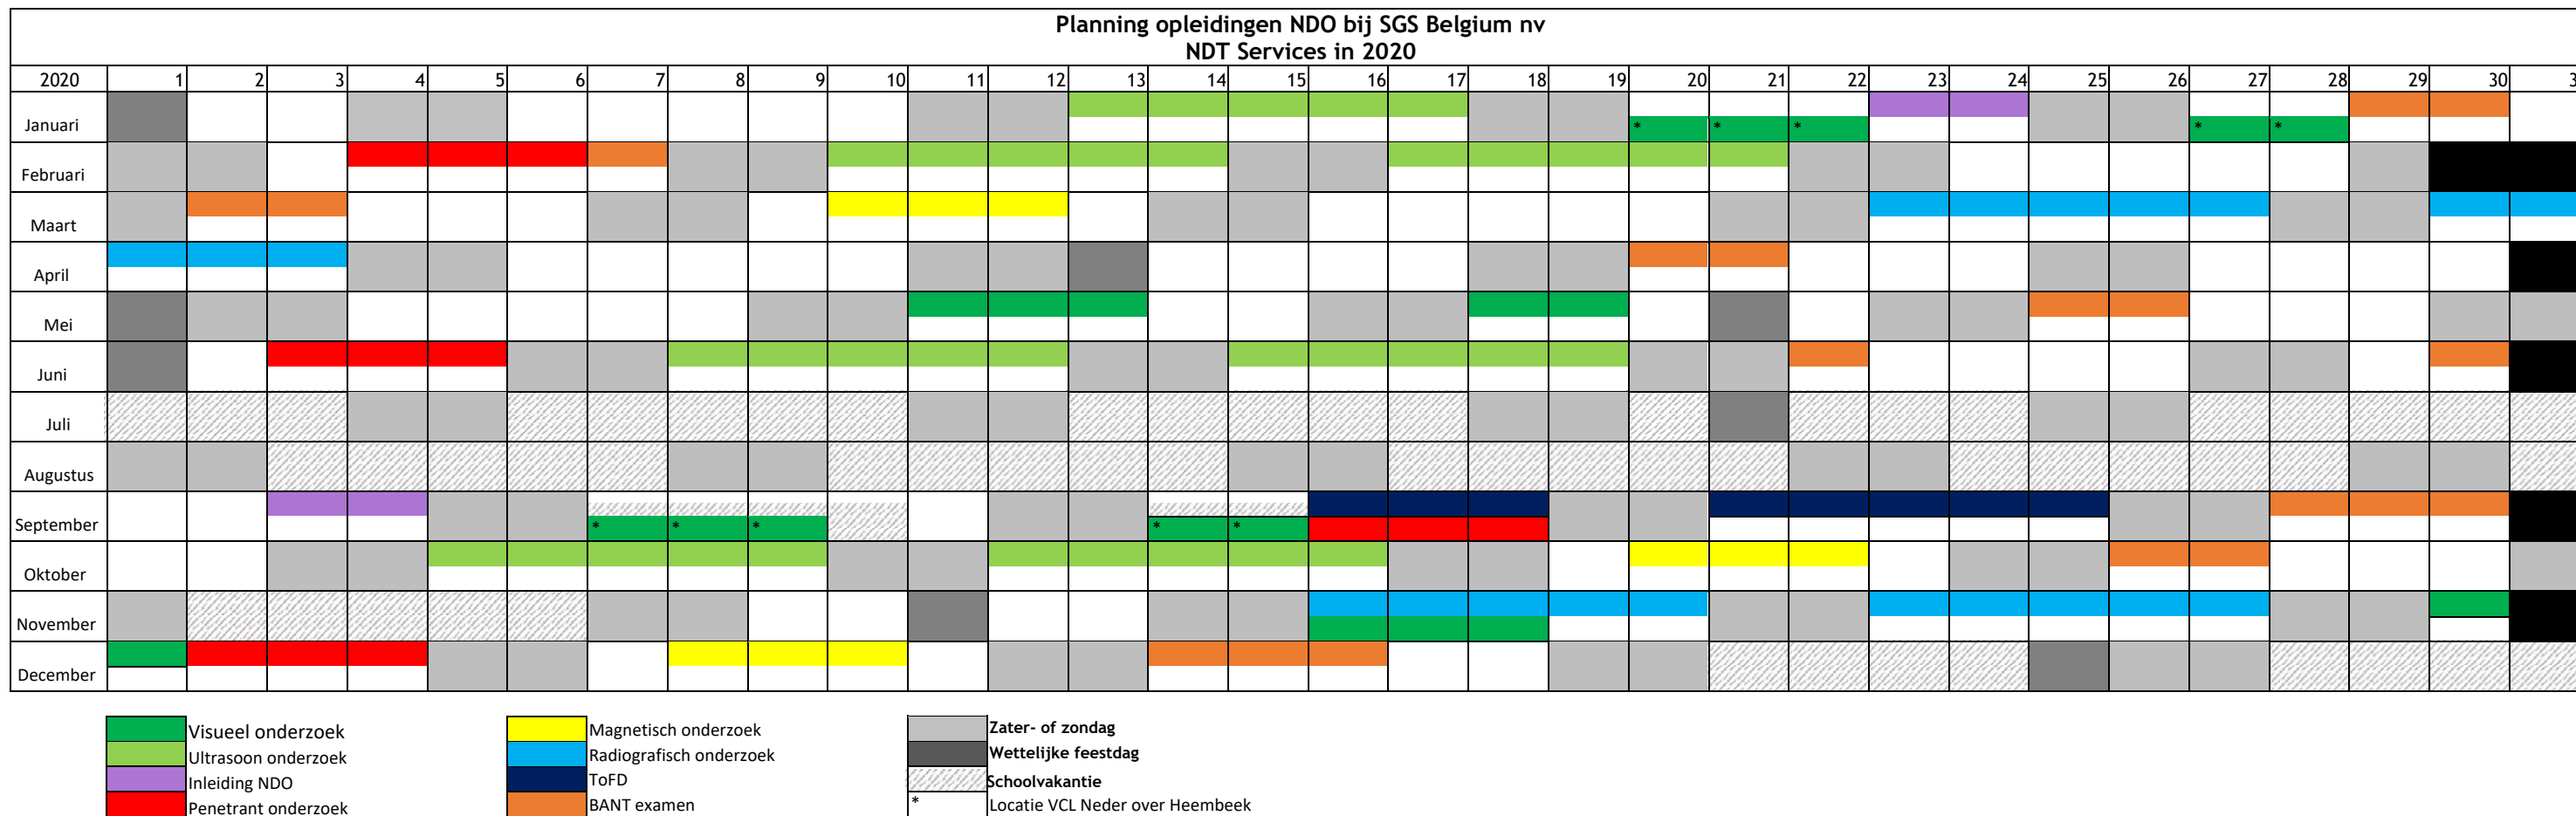 Planning opleidingen NDO bij SGS Belgium nv
NDT Services in 2020
2020 1 2 3 4 5 6 7 8 9 10 11 12 13 14 15 16 17 18 19 20 21 22 23 24 25 26 27 28 29 30 3
Januari
* * * * *
Februari
Maart
April
Mei
Juni
Juli
Augustus
September
* * * * *
Oktober
November
December
Visueel onderzoek Magnetisch onderzoek Zater- of zondag
Ultrasoon onderzoek Radiografisch onderzoek Wettelijke feestdag
Inleiding NDO ToFD Schoolvakantie
Penetrant onderzoek BANT examen * Locatie VCL Neder over Heembeek